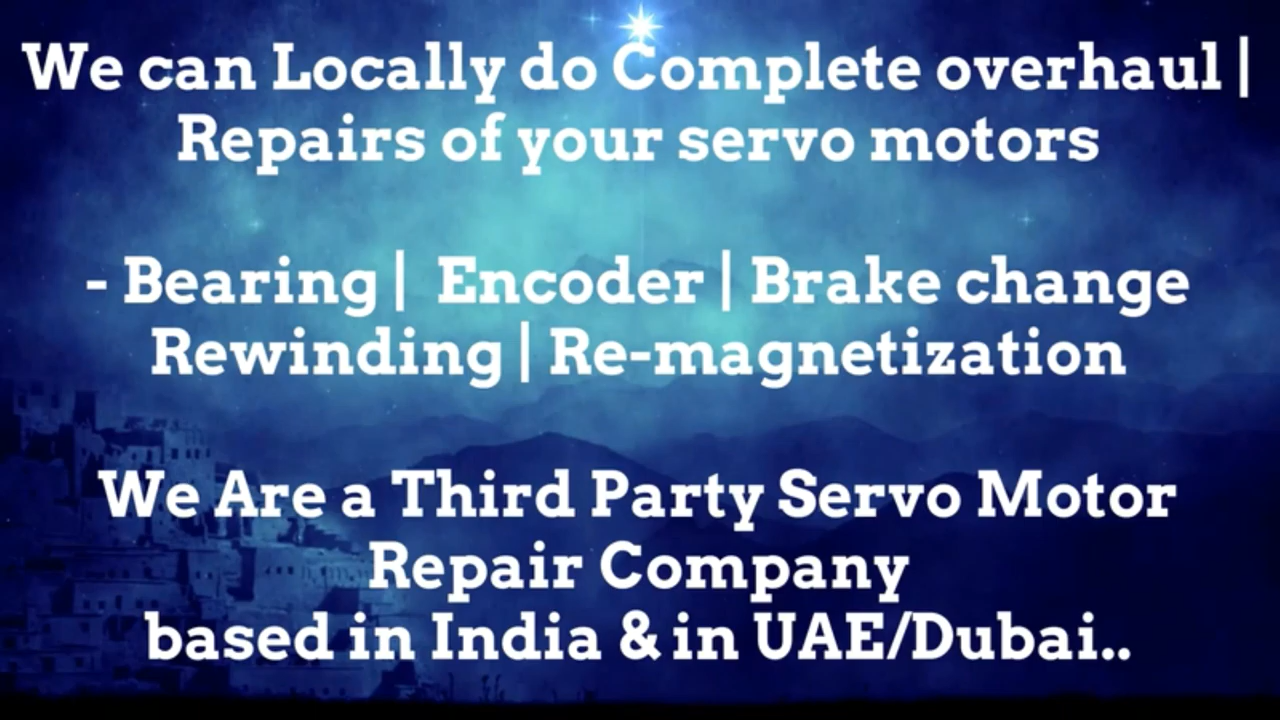 We can Locally do Complete overhaul |
Repairs of your servo motors
- Bearing | Encoder | Brake change
Rewinding | Re-magnetization
We Are a Third Party Servo Motor
Repair Company
based in India & in UAE/Dubai..